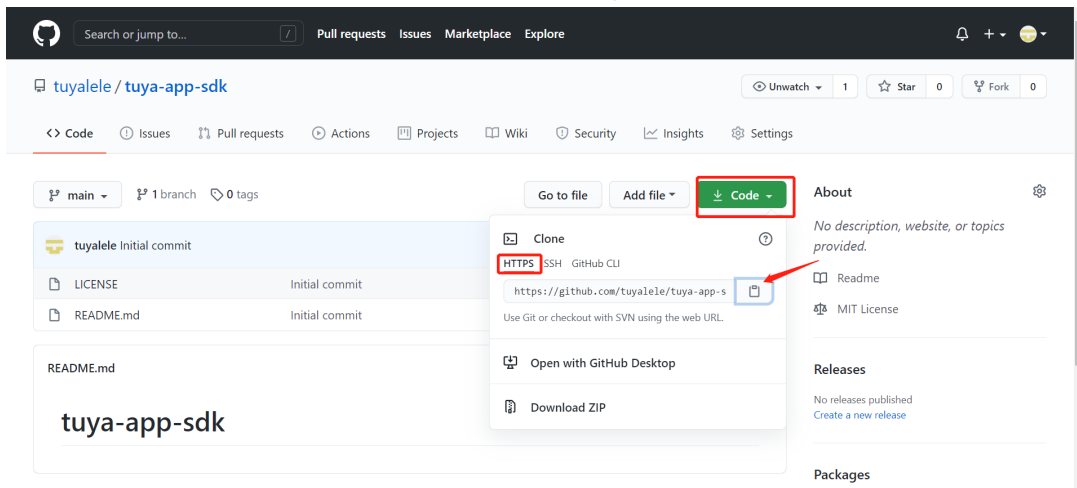 Search or jump to... / Pull requests Issues Marketplace Explore
tuyalele / tuya-app-sdk Unwatch 1 Star 0 Fork 0
Code Issues Pull requests Actions Projects Wiki Security Insights Settings
main 1 branch 0 tags Go to file Add file Code
tuyalele Initial commit
LICENSE Initial commit
README.md Initial commit
Clone
HTTPS SSH GitHub CLI
https://github.com/tuyalele/tuya-app-s
Use Git or checkout with SVN using the web URL.
Open with GitHub Desktop
Download ZIP
README.md
tuya-app-sdk
About
No description, website, or topics
provided.
Readme
MIT License
Releases
No releases published
Create a new release
Packages